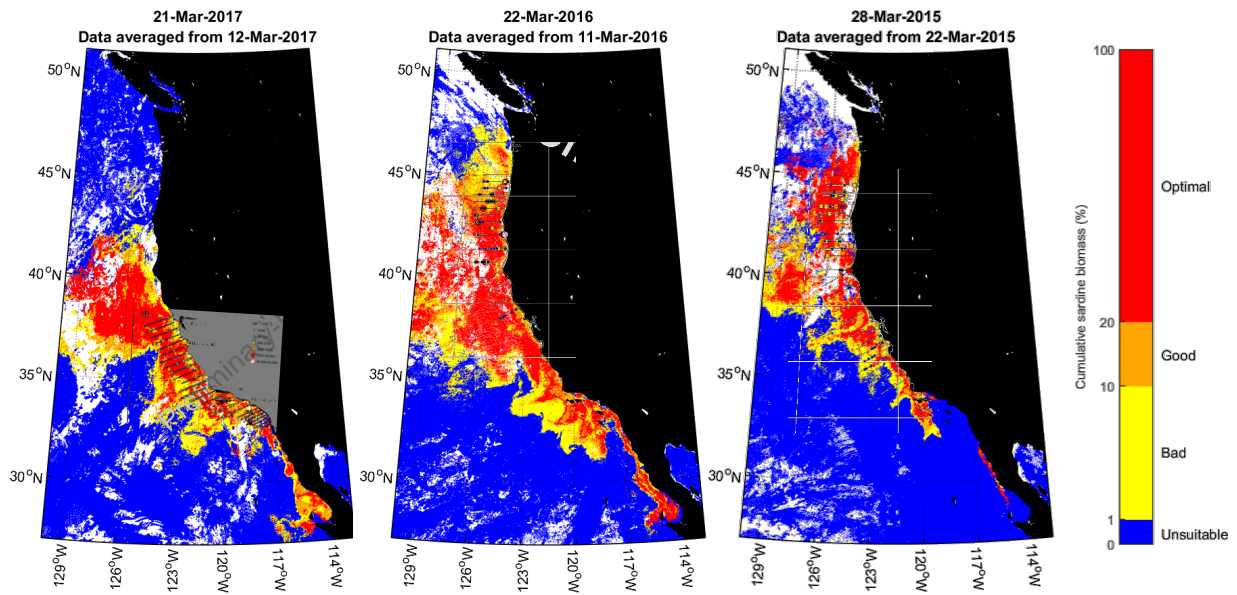 21-Mar-2017
Data averaged from 12-Mar-2017
22-Mar-2016
Data averaged from 11-Mar-2016
28-Mar-2015
Data averaged from 22-Mar-2015
50°N
45°N
40°N
35°N
30°N
129°W
126°W
123°W
120°W
117°W
114°W
50°N
45°N
40°N
35°N
30°N
129°W
126°W
123°W
120°W
117°W
114°W
50°N
45°N
40°N
35°N
30°N
129°W
126°W
123°W
120°W
117°W
114°W
Cumulative sardine biomass (%)
100
20
10
1
0
Optimal
Good
Bad
Unsuitable